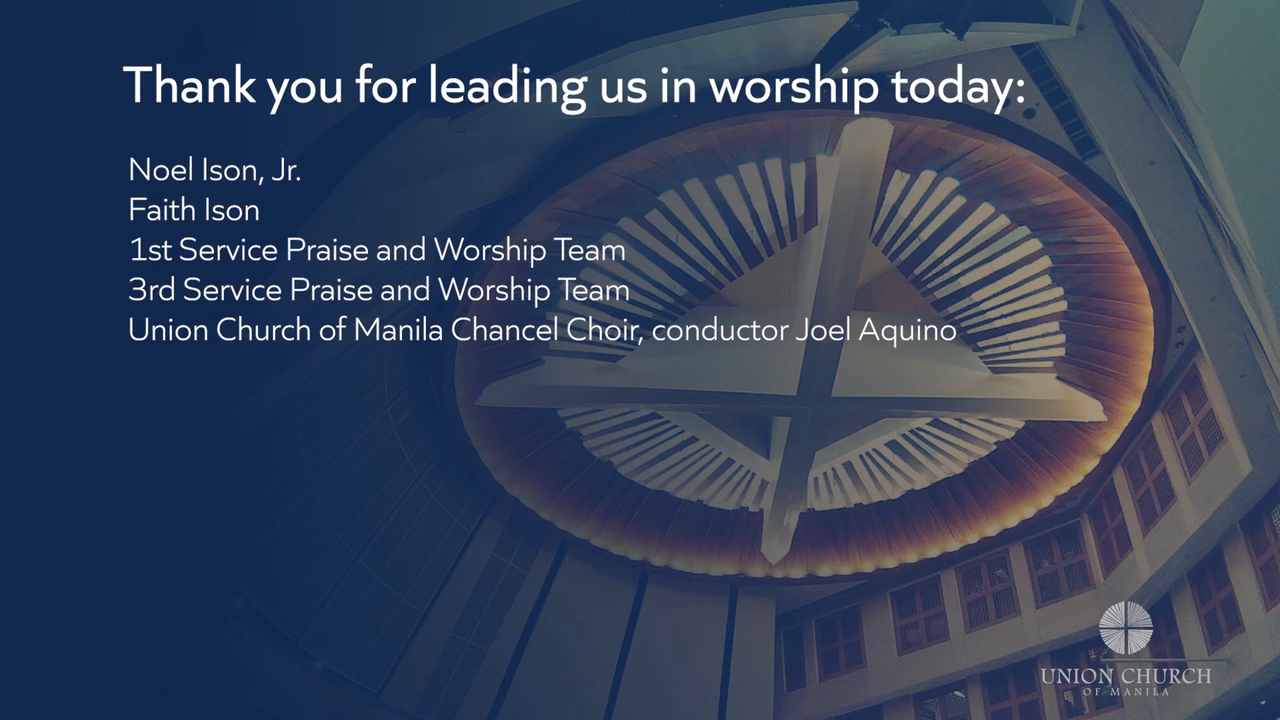 Thank you for leading us in worship today:
Noel Ison, Jr.
Faith Ison
1st Service Praise and Worship Team
3rd Service Praise and Worship Team
Union Church of Manila Chancel Choir, conductor Joel Aquino
UNION CHURCH
OF MANILA